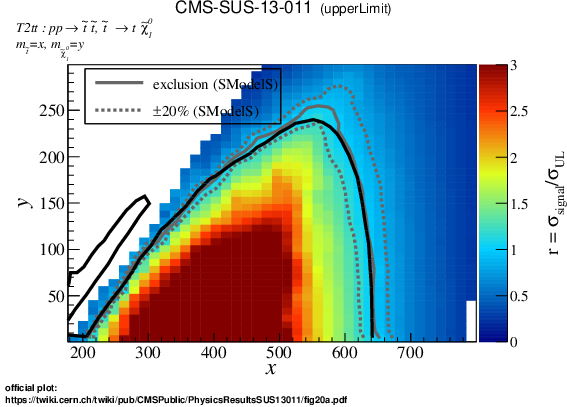 CMS-SUS-13-011 (upperLimit)
T2tt : pp → t̃ t̃, t̃ → t χ̃⁰₁
m_t̃=x, m_χ̃⁰₁=y
exclusion (SModelS)
±20% (SModelS)
y
250
200
150
100
50
200 300 400 500 600 700
x
3
2.5
2
1.5
1
0.5
0
r = σ_signal/σ_UL
official plot:
https://twiki.cern.ch/twiki/pub/CMSPublic/PhysicsResultsSUS13011/fig20a.pdf